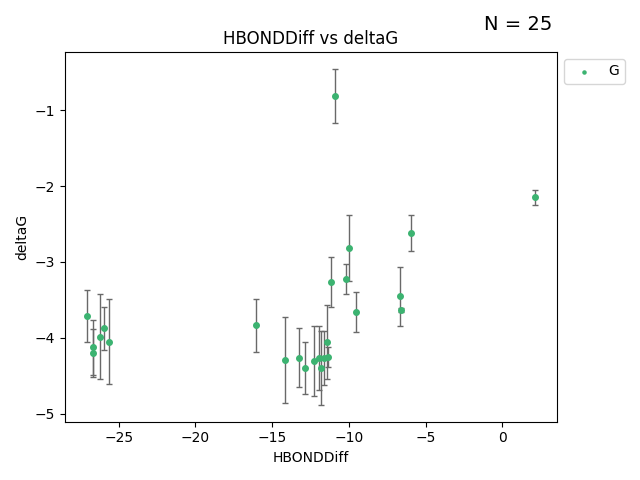 N = 25
HBONDDiff vs deltaG
G
−1
−2
−3
−4
−5
deltaG
−25 −20 −15 −10 −5 0
HBONDDiff